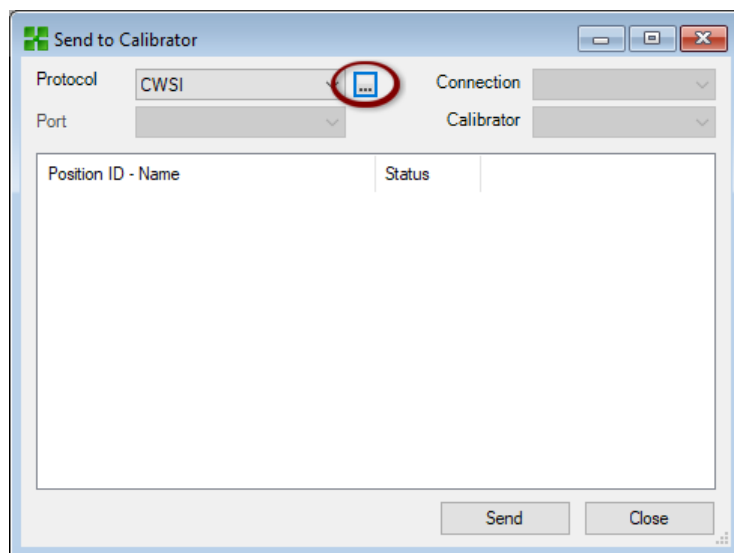 Send to Calibrator
Protocol CWSI ... Connection
Port Calibrator
Position ID - Name Status
Send Close